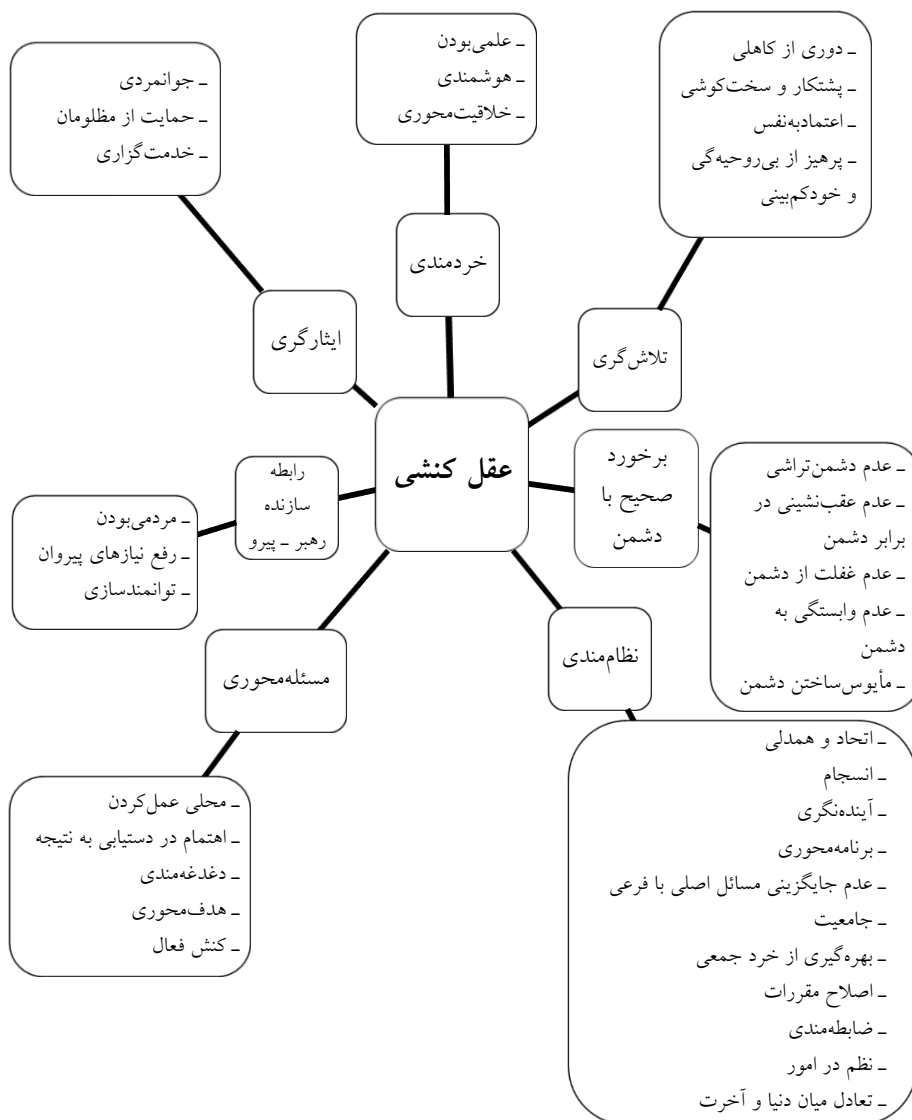 ـ علمی‌بودن
ـ هوشمندی
ـ خلاقیت‌محوری
خردمندی
ـ دوری از کاهلی
ـ پشتکار و سخت‌کوشی
ـ اعتمادبه‌نفس
ـ پرهیز از بی‌روحیه‌گی
و خودکم‌بینی
تلاش‌گری
ـ جوانمردی
ـ حمایت از مظلومان
ـ خدمت‌گزاری
ایثارگری
عقل کنشی
برخورد
صحیح با
دشمن
ـ عدم دشمن‌تراشی
ـ عدم عقب‌نشینی در
برابر دشمن
ـ عدم غفلت از دشمن
ـ عدم وابستگی به
دشمن
ـ مأیوس‌ساختن دشمن
رابطه
سازنده
رهبر ـ پیرو
ـ مردمی‌بودن
ـ رفع نیازهای پیروان
ـ توانمندسازی
نظام‌مندی
ـ اتحاد و همدلی
ـ انسجام
ـ آینده‌نگری
ـ برنامه‌محوری
ـ عدم جایگزینی مسائل اصلی با فرعی
ـ جامعیت
ـ بهره‌گیری از خرد جمعی
ـ اصلاح مقررات
ـ ضابطه‌مندی
ـ نظم در امور
ـ تعادل میان دنیا و آخرت
مسئله‌محوری
ـ محلی عمل‌کردن
ـ اهتمام در دستیابی به نتیجه
ـ دغدغه‌مندی
ـ هدف‌محوری
ـ کنش فعال